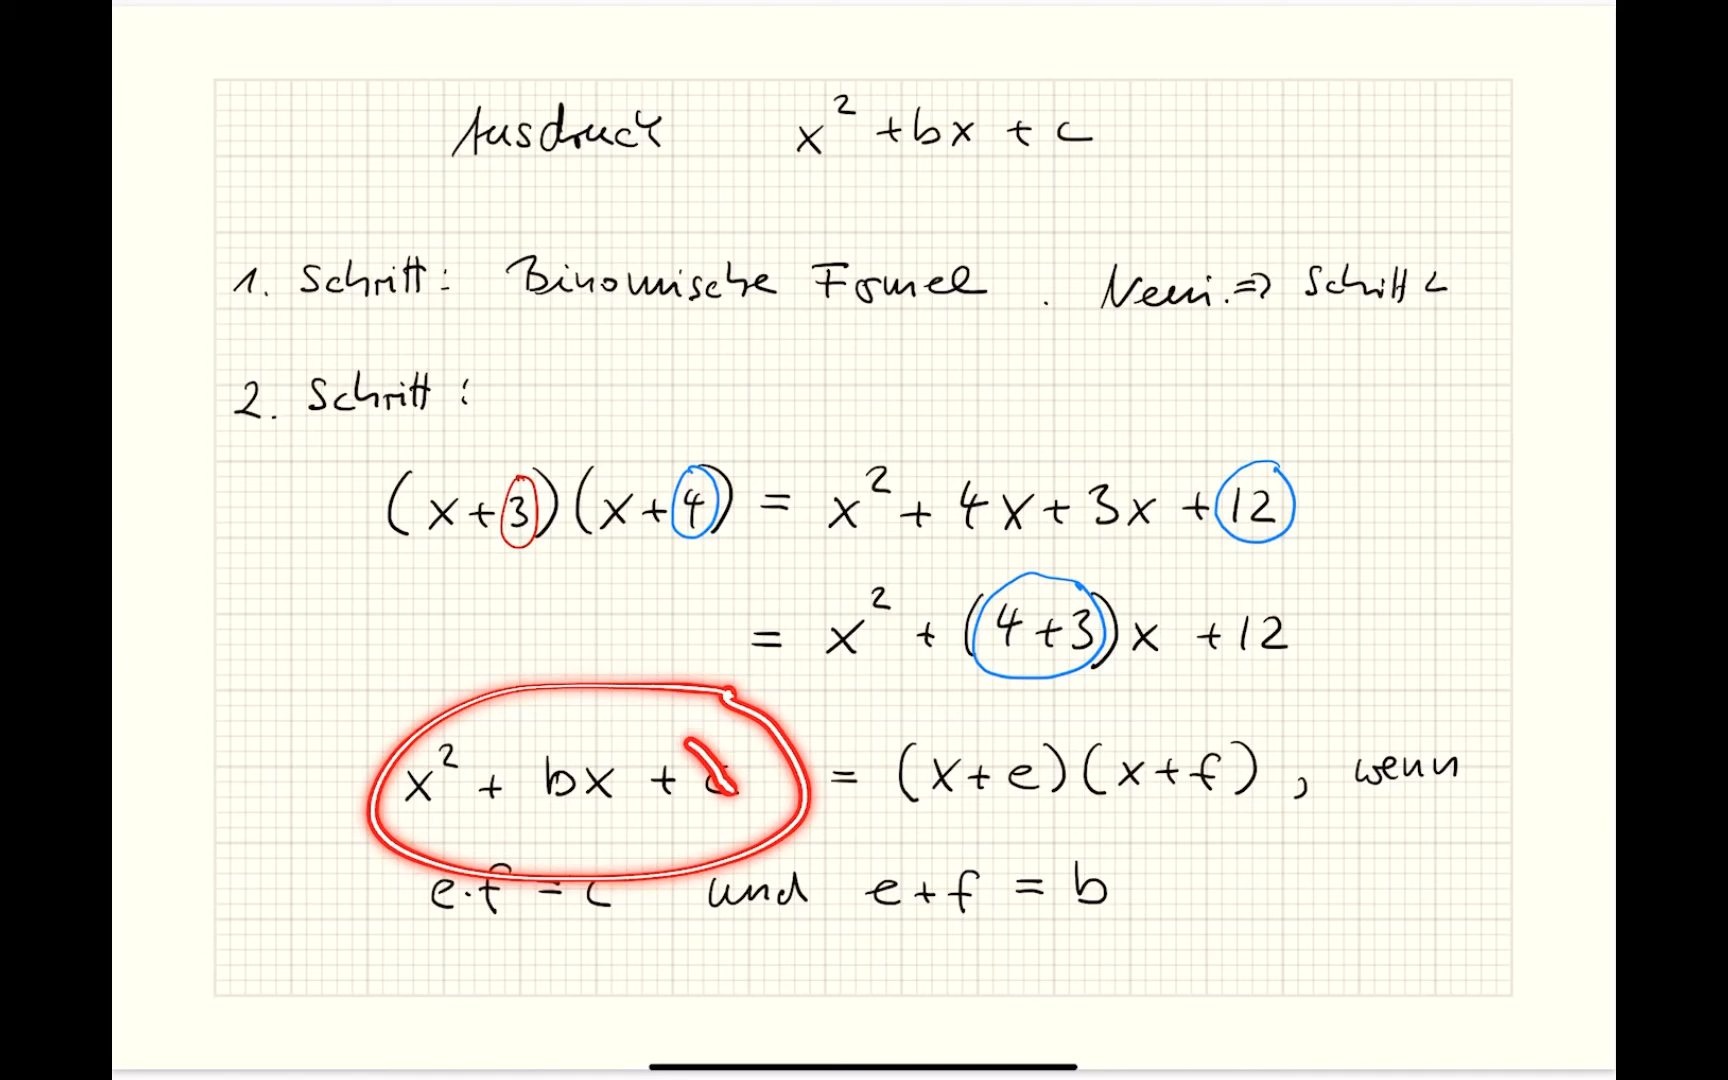 Ausdruck x² + bx + c
1. Schritt: Binomische Formel. Nein. => Schritt 2
2. Schritt:
(x+3)(x+4) = x² + 4x + 3x + 12
= x² + (4+3)x + 12
x² + bx + c = (x+e)(x+f), wenn
e·f = c und e+f = b